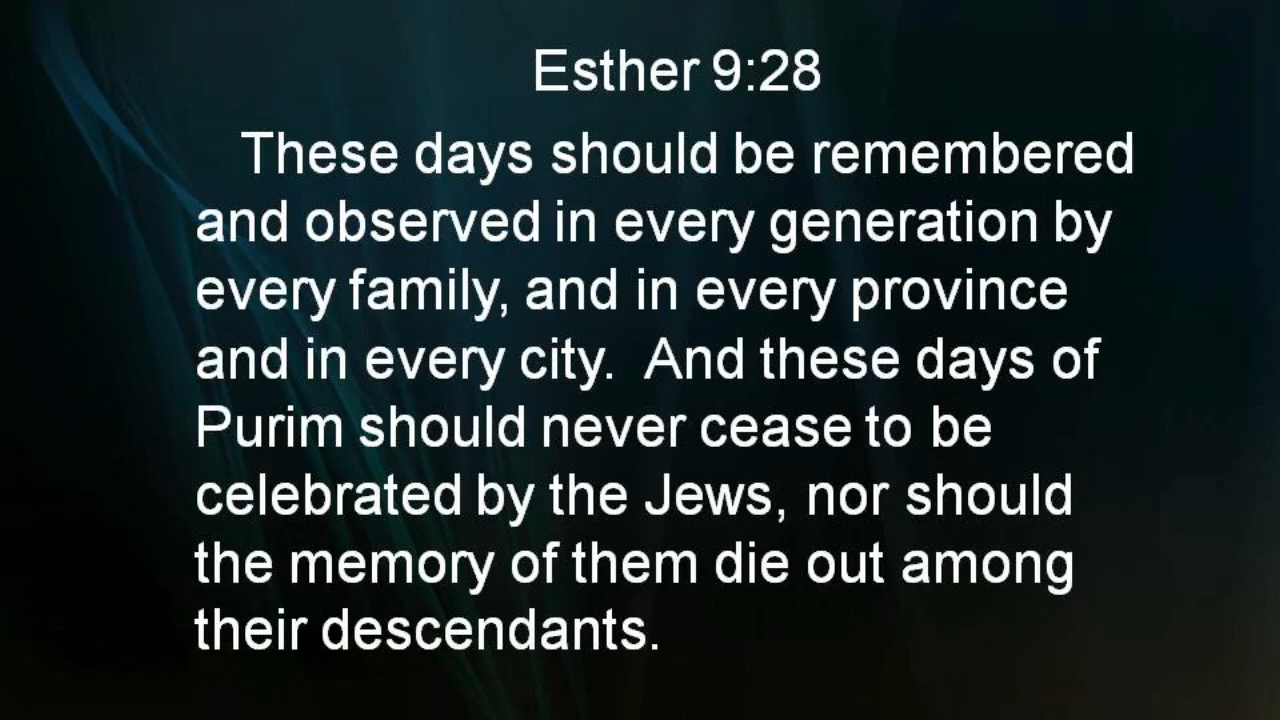 Esther 9:28
These days should be remembered
and observed in every generation by
every family, and in every province
and in every city.  And these days of
Purim should never cease to be
celebrated by the Jews, nor should
the memory of them die out among
their descendants.